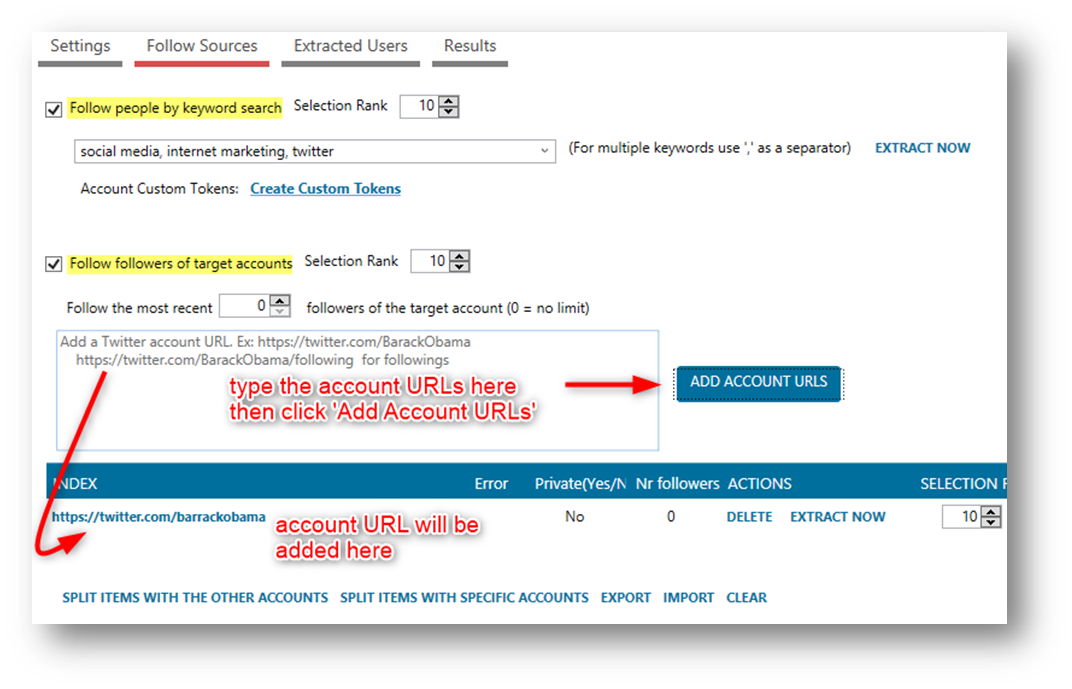 Settings Follow Sources Extracted Users Results
Follow people by keyword search Selection Rank 10
social media, internet marketing, twitter (For multiple keywords use ',' as a separator) EXTRACT NOW
Account Custom Tokens: Create Custom Tokens
Follow followers of target accounts Selection Rank 10
Follow the most recent 0 followers of the target account (0 = no limit)
Add a Twitter account URL. Ex: https://twitter.com/BarackObama
https://twitter.com/BarackObama/following for followings
type the account URLs here
then click 'Add Account URLs'
ADD ACCOUNT URLS
INDEX Error Private(Yes/N Nr followers ACTIONS SELECTION
https://twitter.com/barrackobama No 0 DELETE EXTRACT NOW 10
account URL will be
added here
SPLIT ITEMS WITH THE OTHER ACCOUNTS SPLIT ITEMS WITH SPECIFIC ACCOUNTS EXPORT IMPORT CLEAR